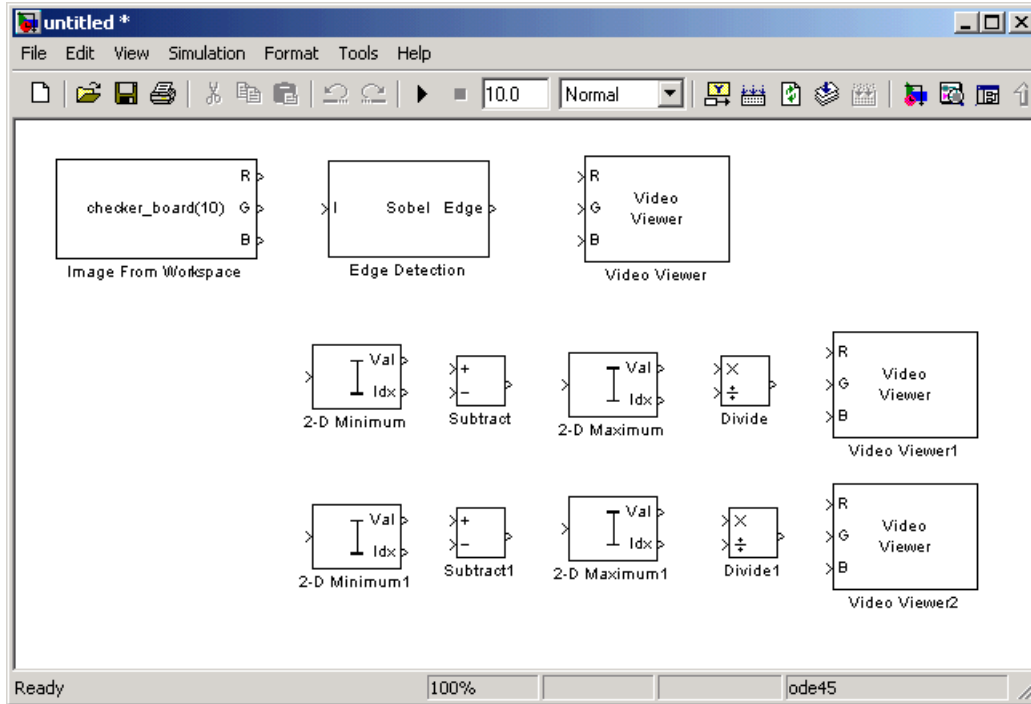 untitled *
File Edit View Simulation Format Tools Help
10.0 Normal
R
checker_board(10) G
B
Image From Workspace
I Sobel Edge
Edge Detection
R
G
B
Video
Viewer
Video Viewer
Val
Idx
2-D Minimum
+
−
Subtract
Val
Idx
2-D Maximum
×
÷
Divide
R
G
B
Video
Viewer
Video Viewer1
Val
Idx
2-D Minimum1
+
−
Subtract1
Val
Idx
2-D Maximum1
×
÷
Divide1
R
G
B
Video
Viewer
Video Viewer2
Ready 100% ode45